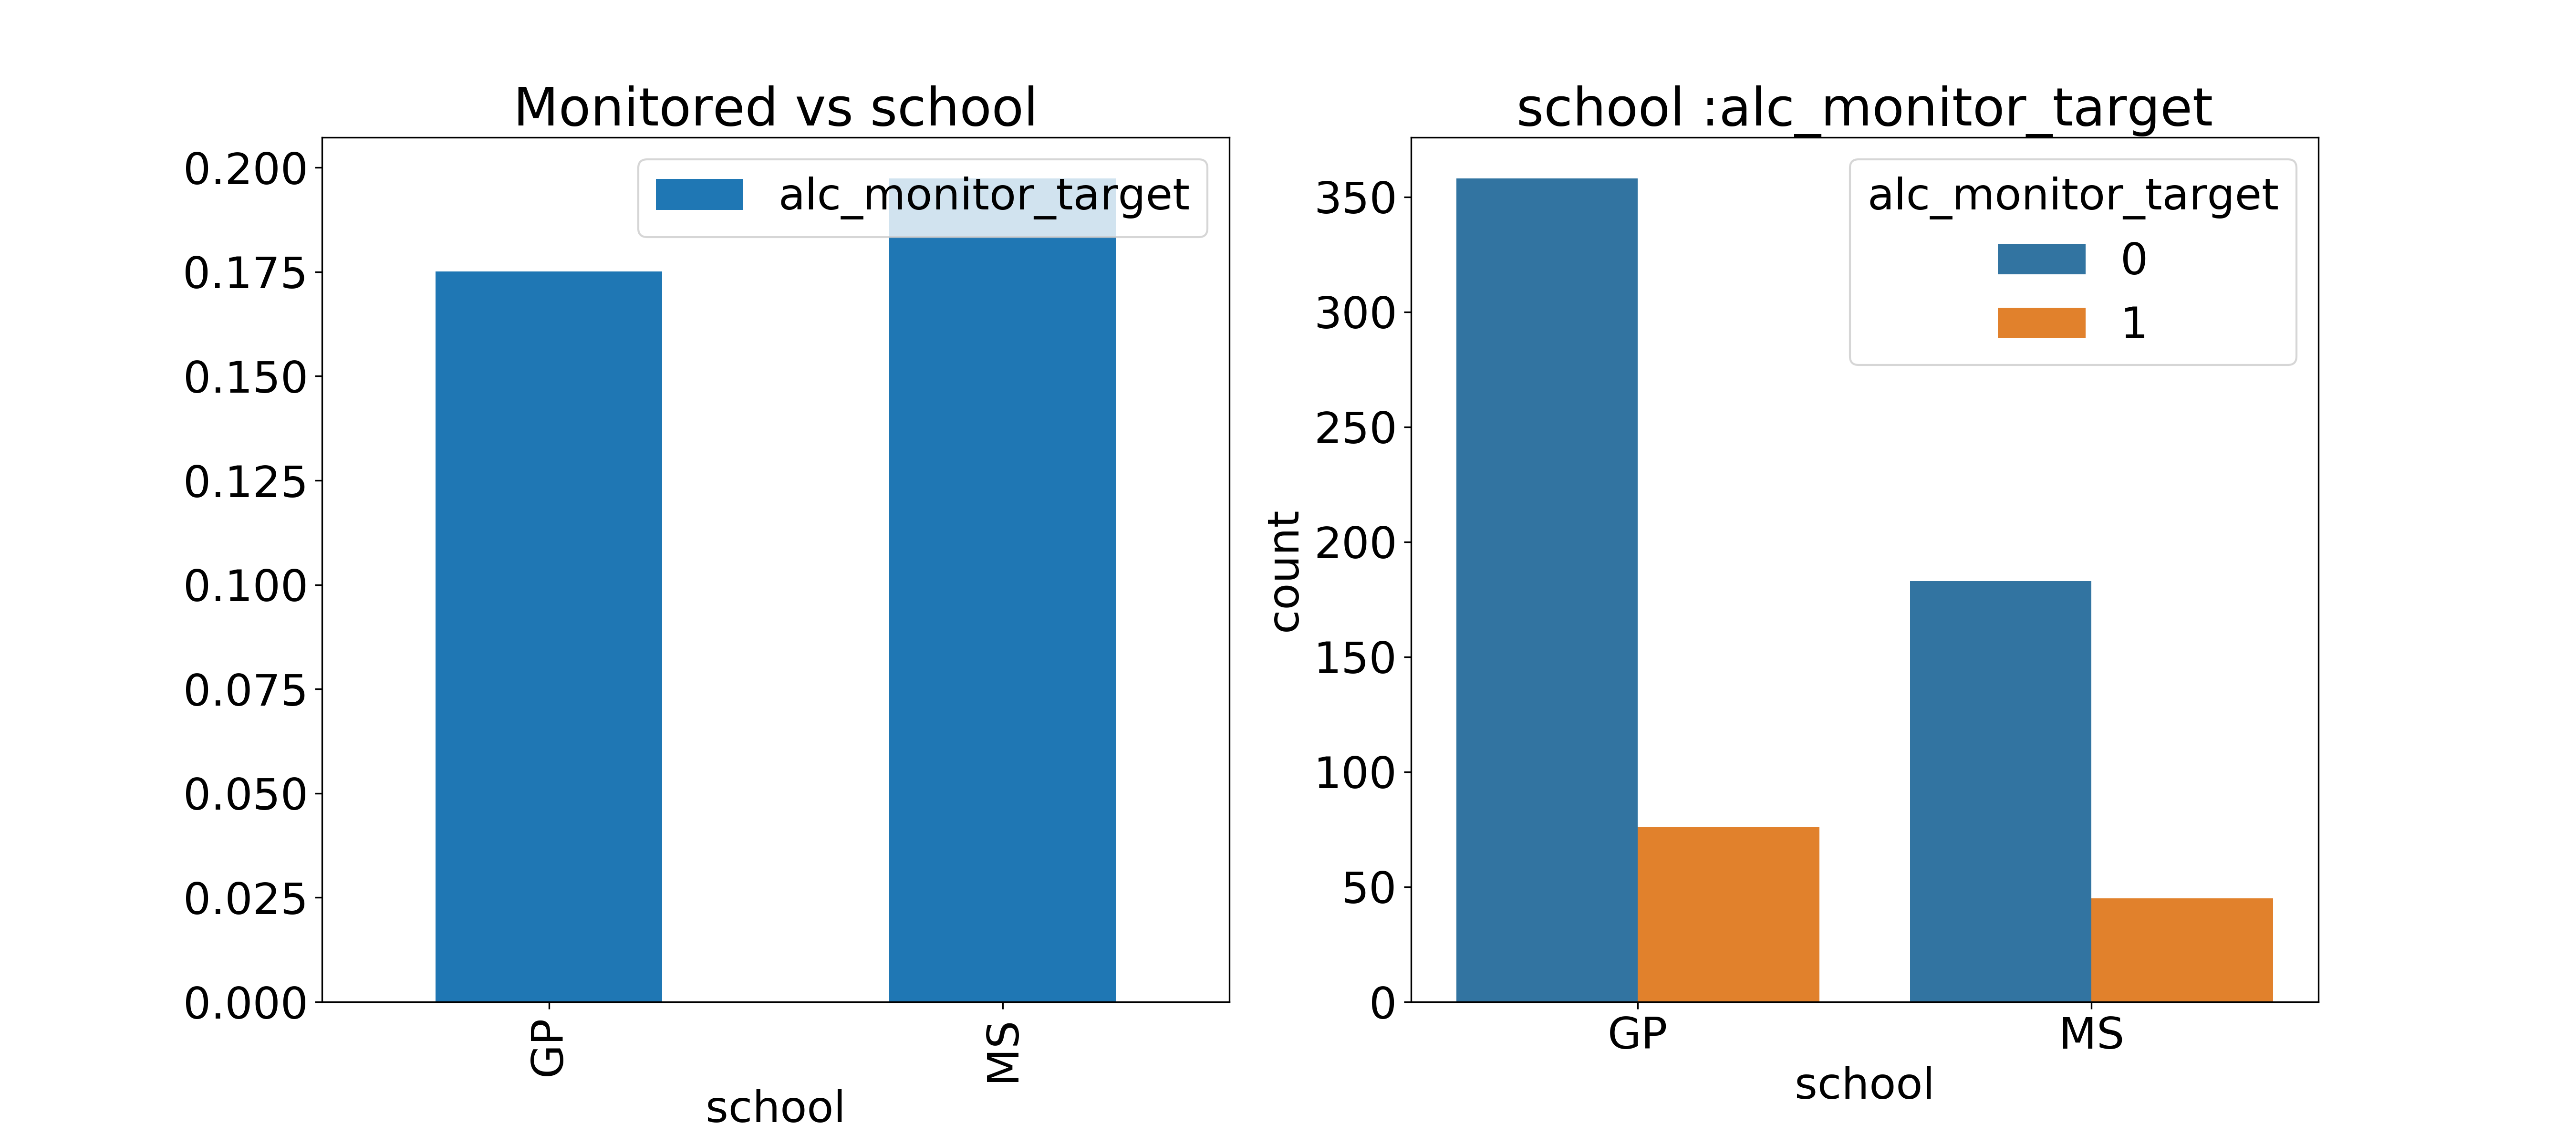 Monitored vs school
alc_monitor_target
0.200
0.175
0.150
0.125
0.100
0.075
0.050
0.025
0.000
GP
MS
school
school :alc_monitor_target
alc_monitor_target
0
1
count
350
300
250
200
150
100
50
0
GP
MS
school